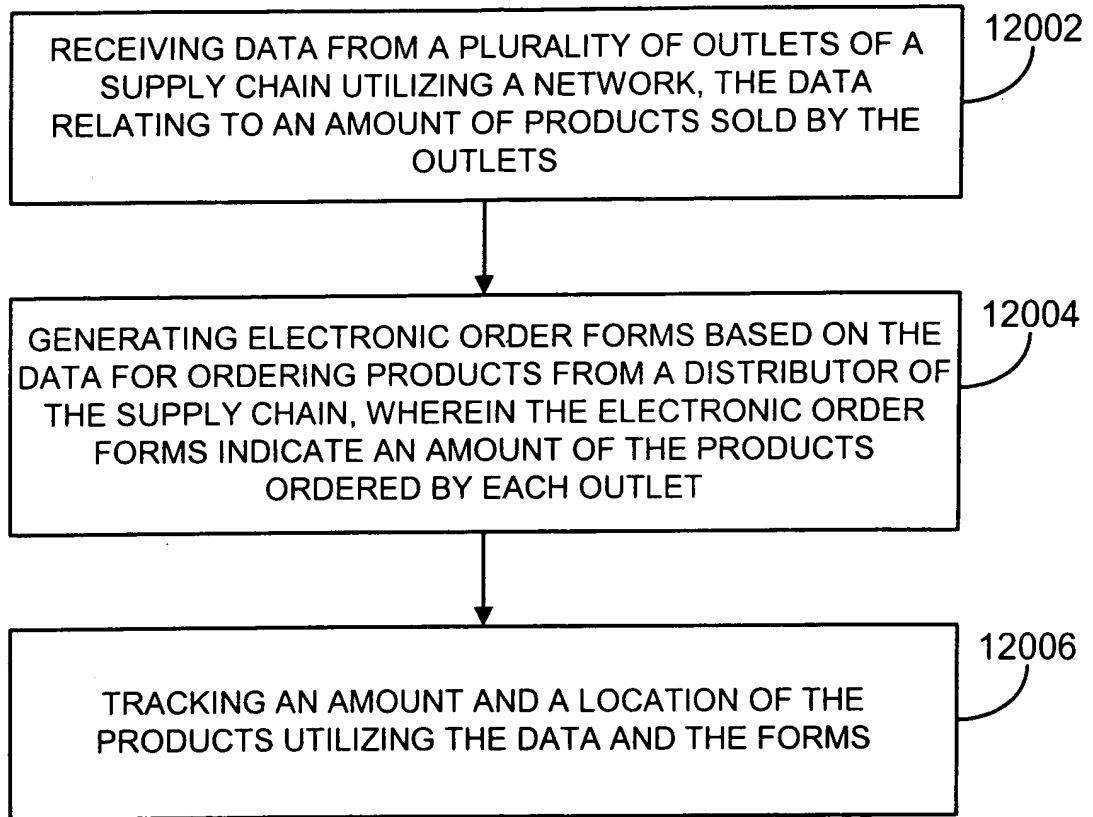 RECEIVING DATA FROM A PLURALITY OF OUTLETS OF A
SUPPLY CHAIN UTILIZING A NETWORK, THE DATA
RELATING TO AN AMOUNT OF PRODUCTS SOLD BY THE
OUTLETS
12002
GENERATING ELECTRONIC ORDER FORMS BASED ON THE
DATA FOR ORDERING PRODUCTS FROM A DISTRIBUTOR OF
THE SUPPLY CHAIN, WHEREIN THE ELECTRONIC ORDER
FORMS INDICATE AN AMOUNT OF THE PRODUCTS
ORDERED BY EACH OUTLET
12004
TRACKING AN AMOUNT AND A LOCATION OF THE
PRODUCTS UTILIZING THE DATA AND THE FORMS
12006